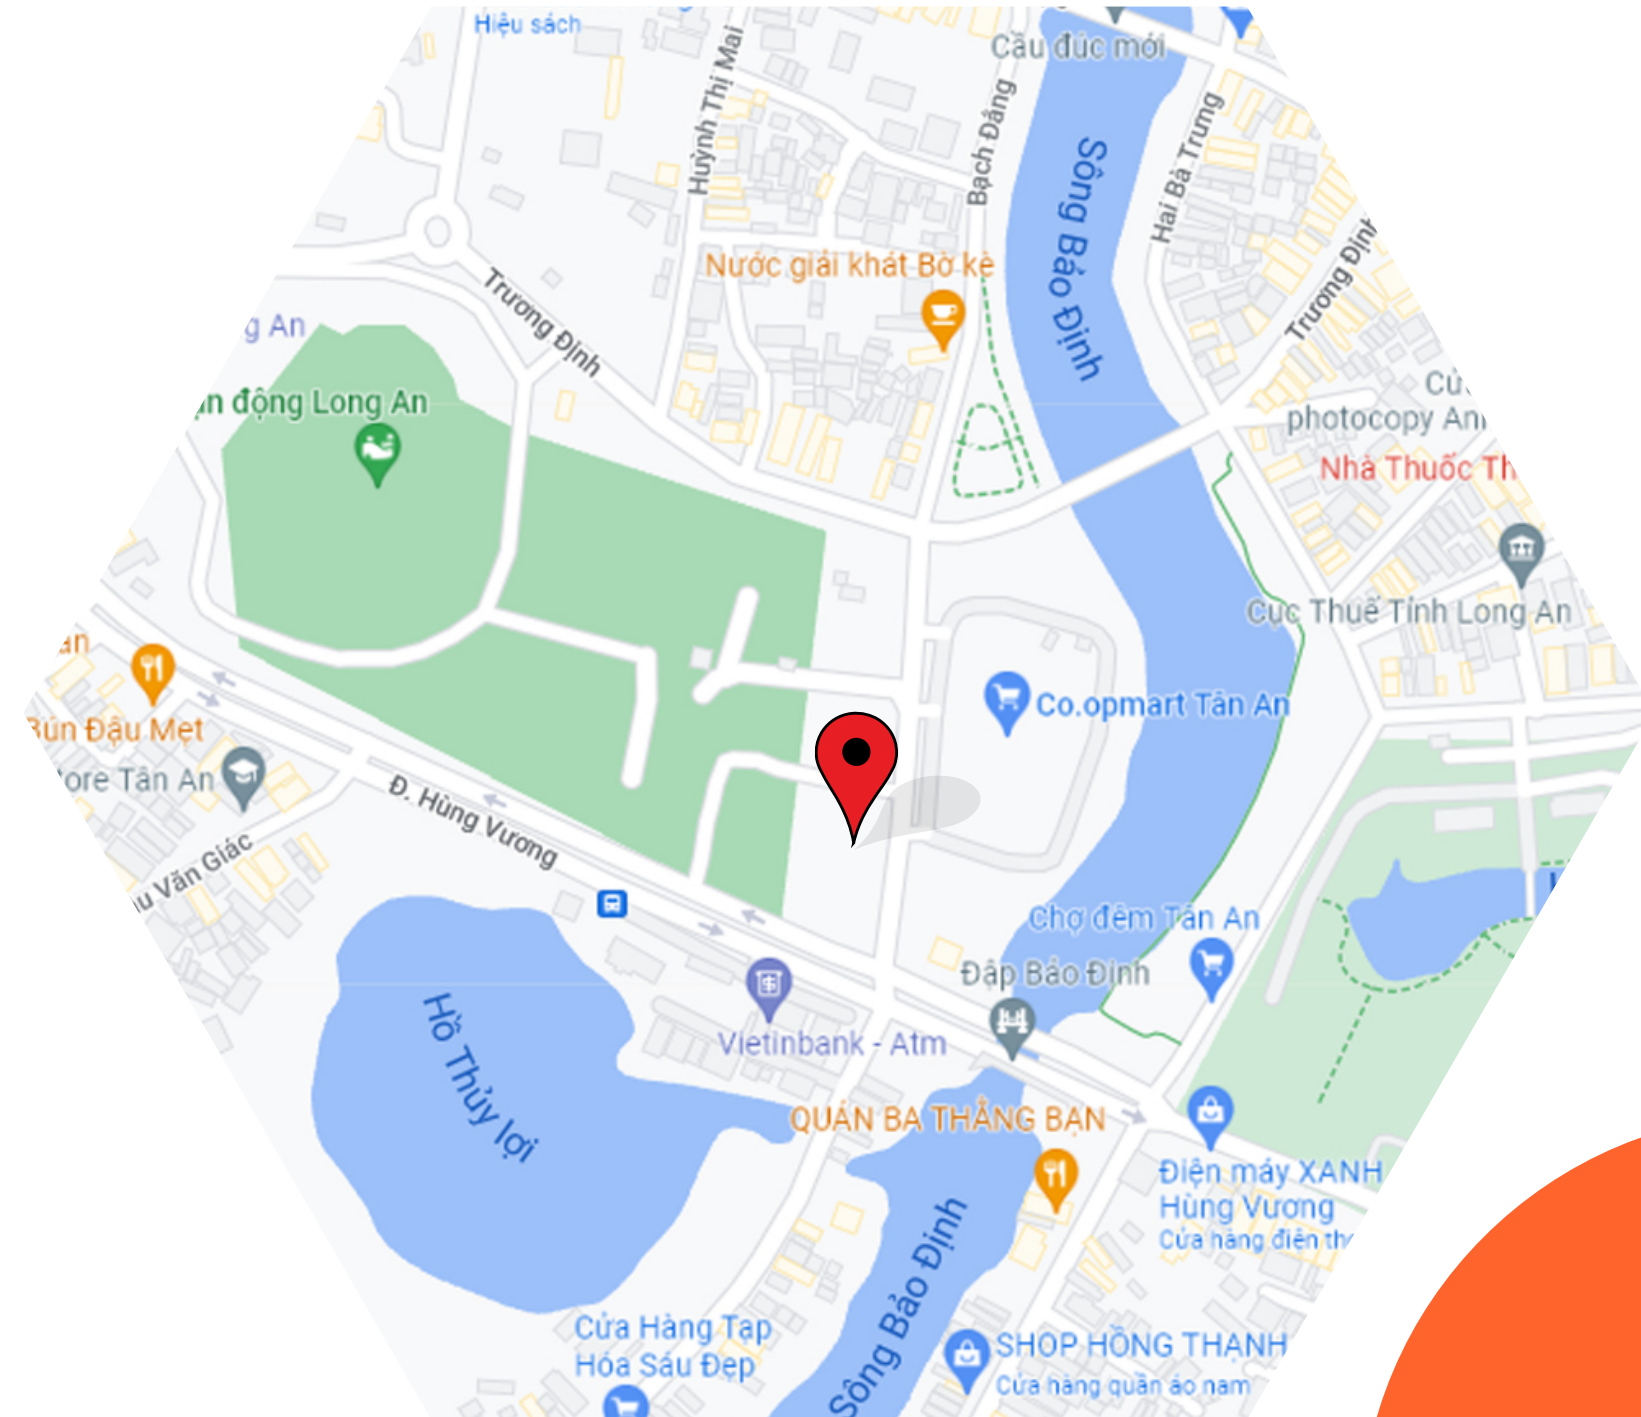 Hiệu sách
Cầu đúc mới
Huỳnh Thị Mai
Bạch Đằng
Sông Bảo Định
Hai Bà Trưng
Trương Định
Nước giải khát Bờ kè
Trương Định
g An
động Long An
photocopy
Nhà Thuốc Th
Cục Thuế Tỉnh Long An
Co.opmart Tân An
Bún Đậu Mẹt
ore Tân An
Đ. Hùng Vương
Văn Giác
Chợ đêm Tân An
Đập Bảo Định
Vietinbank - Atm
Hồ Thủy lợi
QUÁN BA THẰNG BẠN
Điện máy XANH
Hùng Vương
Cửa hàng điện
Sông Bảo Định
Cửa Hàng Tạp
Hóa Sáu Đẹp
SHOP HỒNG THẠNH
Cửa hàng quần áo nam